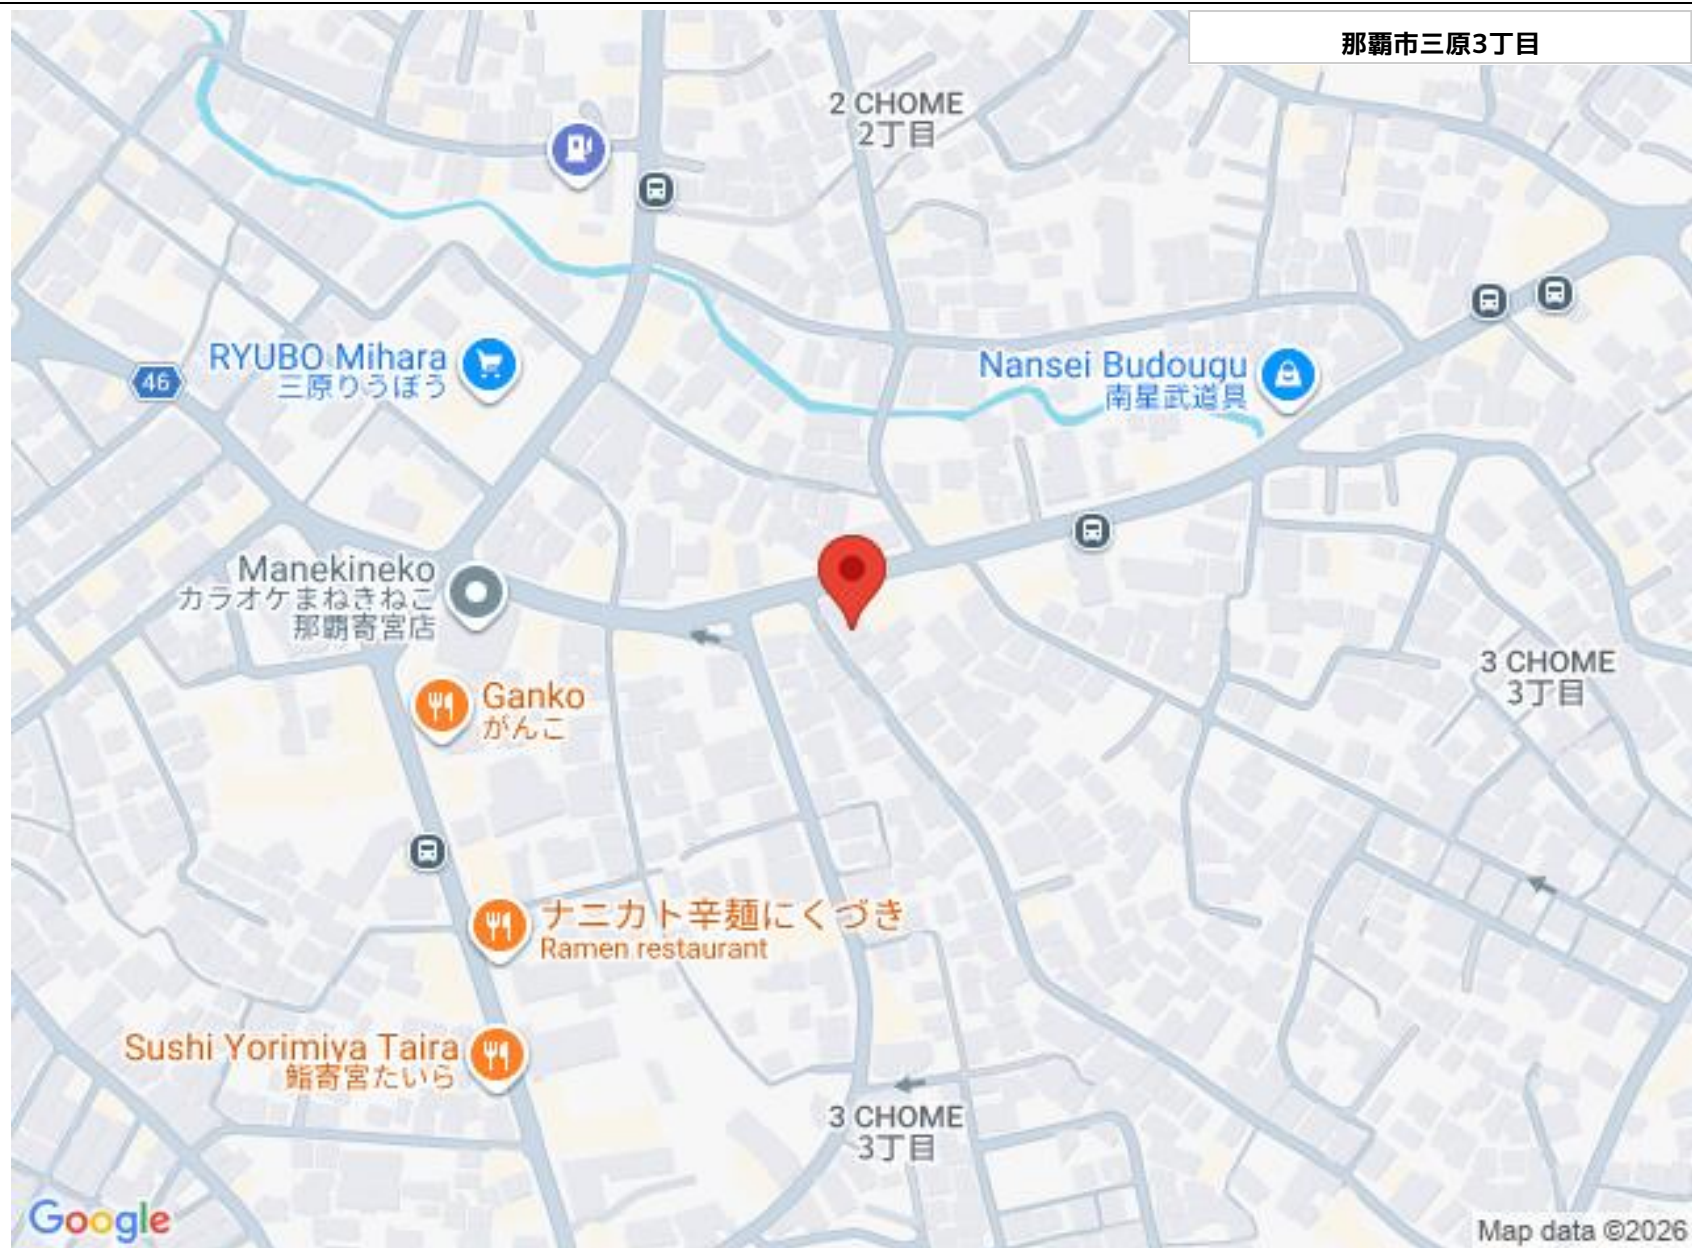 那覇市三原3丁目
2 CHOME
2丁目
RYUBO Mihara
三原りうぼう
46
Nansei Budougu
南星武道具
Manekineko
カラオケまねきねこ
那覇寄宮店
3 CHOME
3丁目
Ganko
がんこ
ナニカト辛麺にくづき
Ramen restaurant
Sushi Yorimiya Taira
鮨寄宮たいら
3 CHOME
3丁目
Google
Map data ©2026